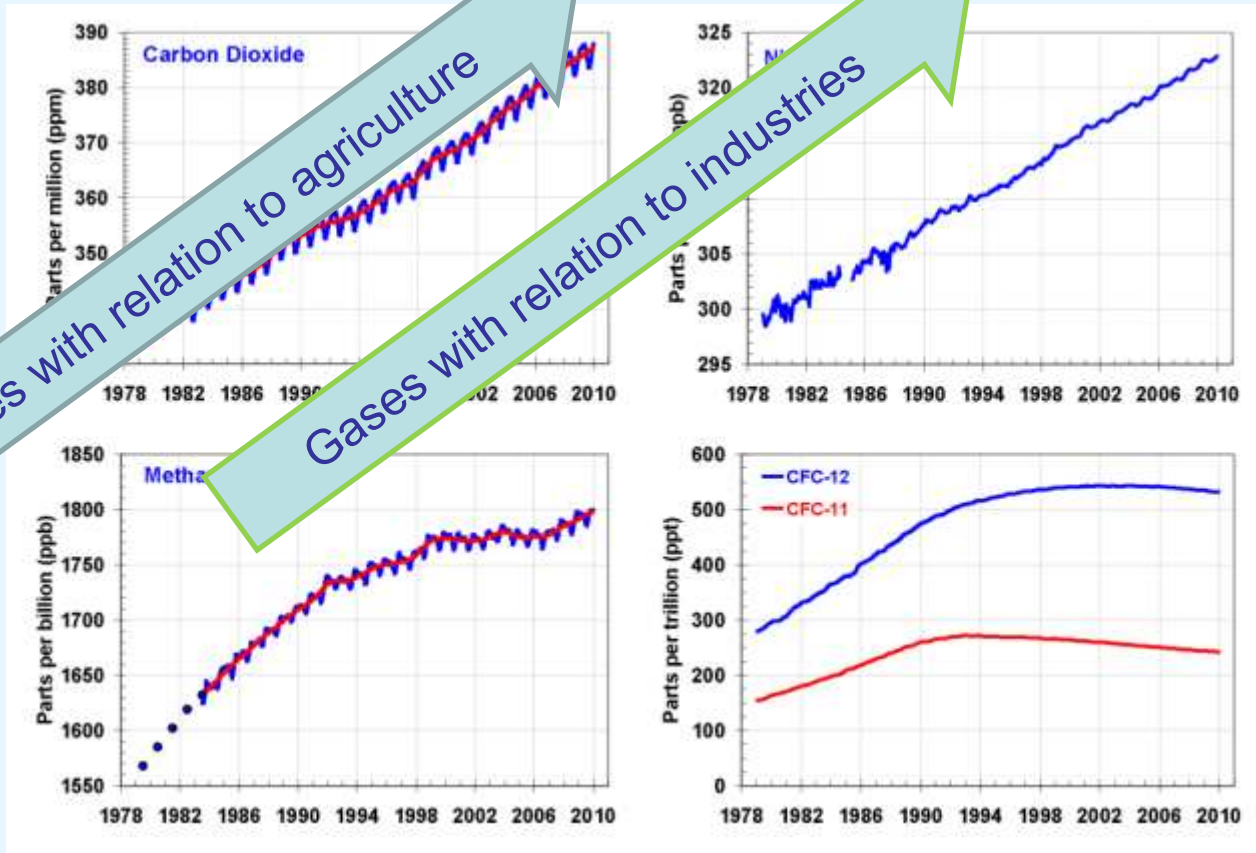 Carbon Dioxide
390
380
370
360
350
per million (ppm)
1978 1982 1986 2006 2010
325
320
305
300
295
Parts
ppb)
1978 1982 1986 1990 1994 1998 2002 2006 2010
with relation to agriculture
Gases with relation to industries
1850
1800
1750
1700
1650
1600
1550
Parts per billion (ppb)
1978 1982 1986 1990 1994 1998 2002 2006 2010
600
500
400
300
200
100
0
Parts per trillion (ppt)
CFC-12
CFC-11
1978 1982 1986 1990 1994 1998 2002 2006 2010